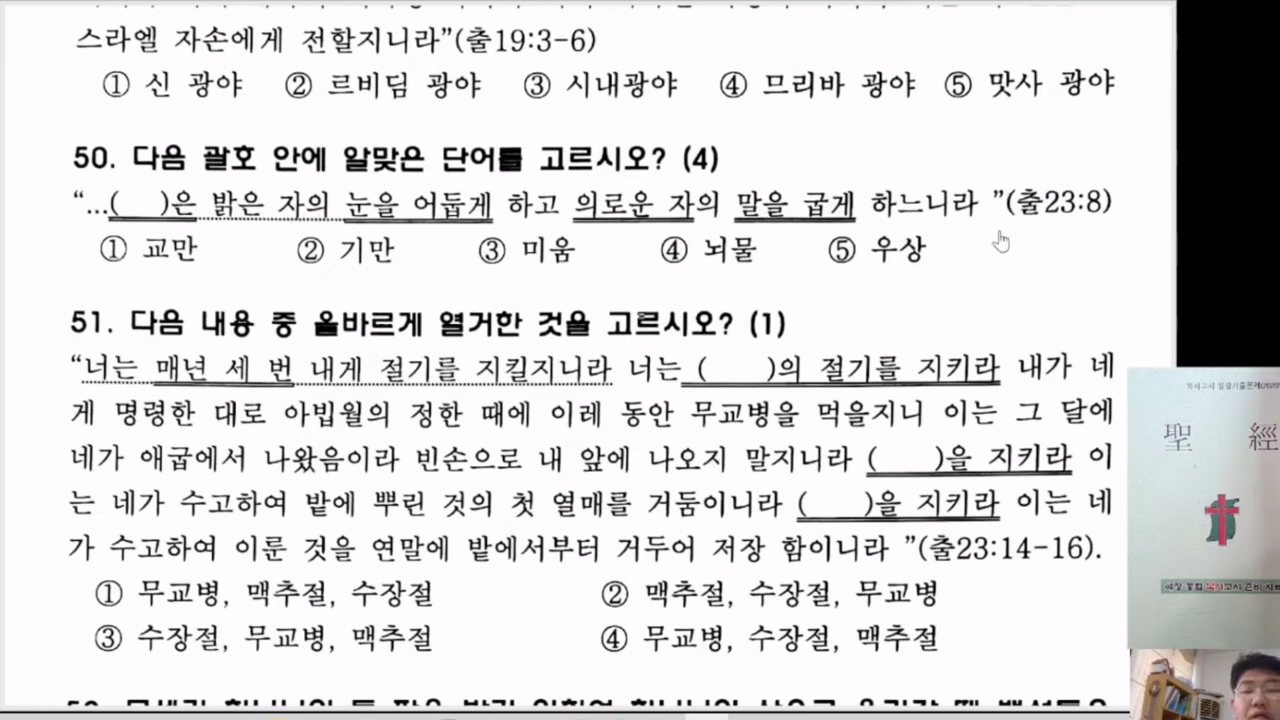 스라엘 자손에게 전할지니라”(출19:3-6)
① 신 광야 ② 르비딤 광야 ③ 시내광야 ④ 므리바 광야 ⑤ 맛사 광야
50. 다음 괄호 안에 알맞은 단어를 고르시오? (4)
“...( )은 밝은 자의 눈을 어둡게 하고 의로운 자의 말을 굽게 하느니라 ”(출23:8)
① 교만 ② 기만 ③ 미움 ④ 뇌물 ⑤ 우상
51. 다음 내용 중 올바르게 열거한 것을 고르시오? (1)
“너는 매년 세 번 내게 절기를 지킬지니라 너는 ( )의 절기를 지키라 내가 네
게 명령한 대로 아빕월의 정한 때에 이레 동안 무교병을 먹을지니 이는 그 달에
네가 애굽에서 나왔음이라 빈손으로 내 앞에 나오지 말지니라 ( )을 지키라 이
는 네가 수고하여 밭에 뿌린 것의 첫 열매를 거둠이니라 ( )을 지키라 이는 네
가 수고하여 이룬 것을 연말에 밭에서부터 거두어 저장 함이니라 ”(출23:14-16).
① 무교병, 맥추절, 수장절 ② 맥추절, 수장절, 무교병
③ 수장절, 무교병, 맥추절 ④ 무교병, 수장절, 맥추절
聖 經